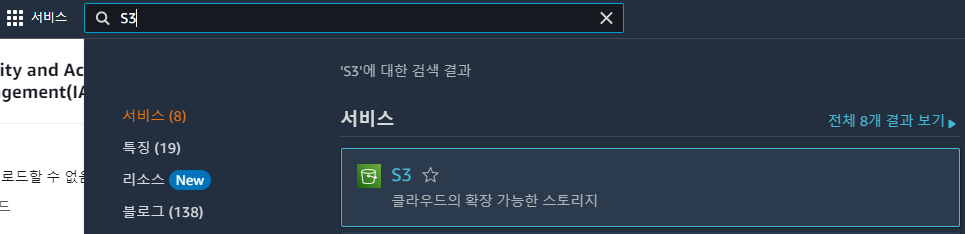 서비스
S3
ity and Ac
agement(IA
'S3'에 대한 검색 결과
서비스 (8)
서비스
전체 8개 결과 보기
특징 (19)
리소스 New
S3
로드할 수 없음
클라우드의 확장 가능한 스토리지
드
블로그 (138)